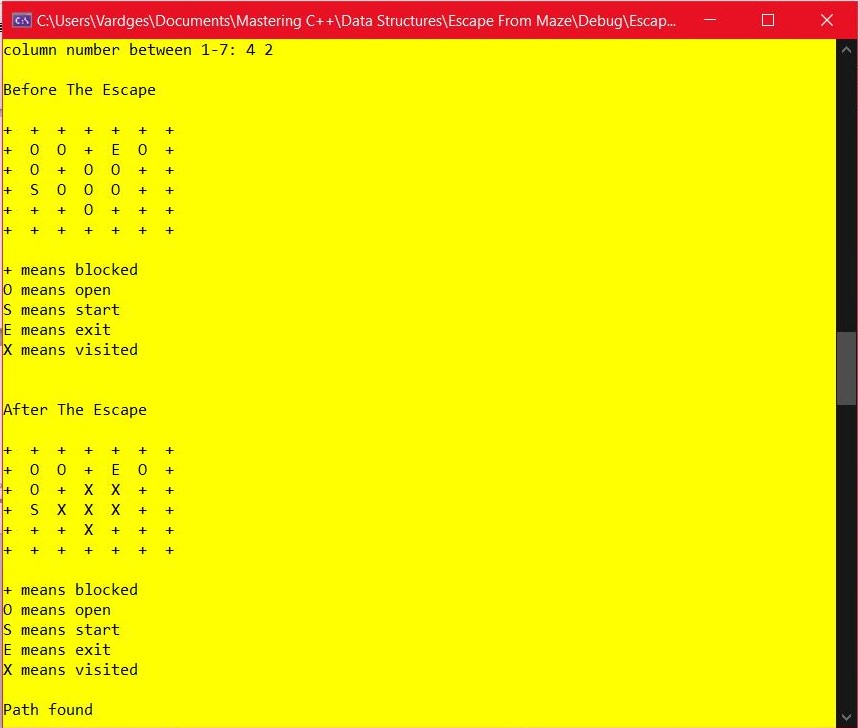 C:\Users\Vardges\Documents\Mastering C++\Data Structures\Escape From Maze\Debug\Escap...
column number between 1-7: 4 2
Before The Escape
+ + + + + + +
+ O O + E O +
+ O + O O + +
+ S O O O + +
+ + + O + + +
+ + + + + + +
+ means blocked
O means open
S means start
E means exit
X means visited
After The Escape
+ + + + + + +
+ O O + E O +
+ O + X X + +
+ S X X X + +
+ + + X + + +
+ + + + + + +
+ means blocked
O means open
S means start
E means exit
X means visited
Path found